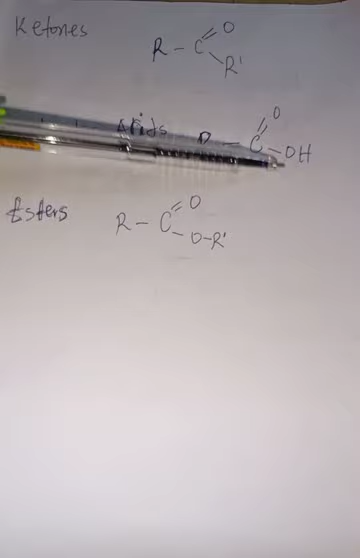 Ketones R - C = O - R'
Acids - C = O - OH
Esters R - C = O - O-R'